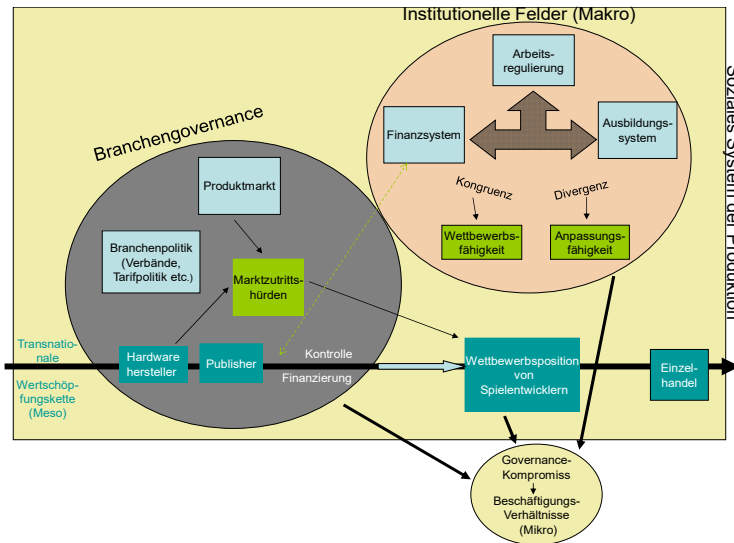 Institutionelle Felder (Makro)
Arbeits-
regulierung
Finanzsystem
Ausbildungs-
system
Kongruenz
Divergenz
Wettbewerbs-
fähigkeit
Anpassungs-
fähigkeit
Soziales System der Produktion
Branchengovernance
Produktmarkt
Branchenpolitik
(Verbände,
Tarifpolitik etc.)
Marktzutritts-
hürden
Transnatio-
nale
Wertschöp-
fungskette
(Meso)
Hardware
hersteller
Publisher
Kontrolle
Finanzierung
Wettbewerbsposition
von
Spielentwicklern
Einzel-
handel
Governance-
Kompromiss
Beschäftigungs-
Verhältnisse
(Mikro)